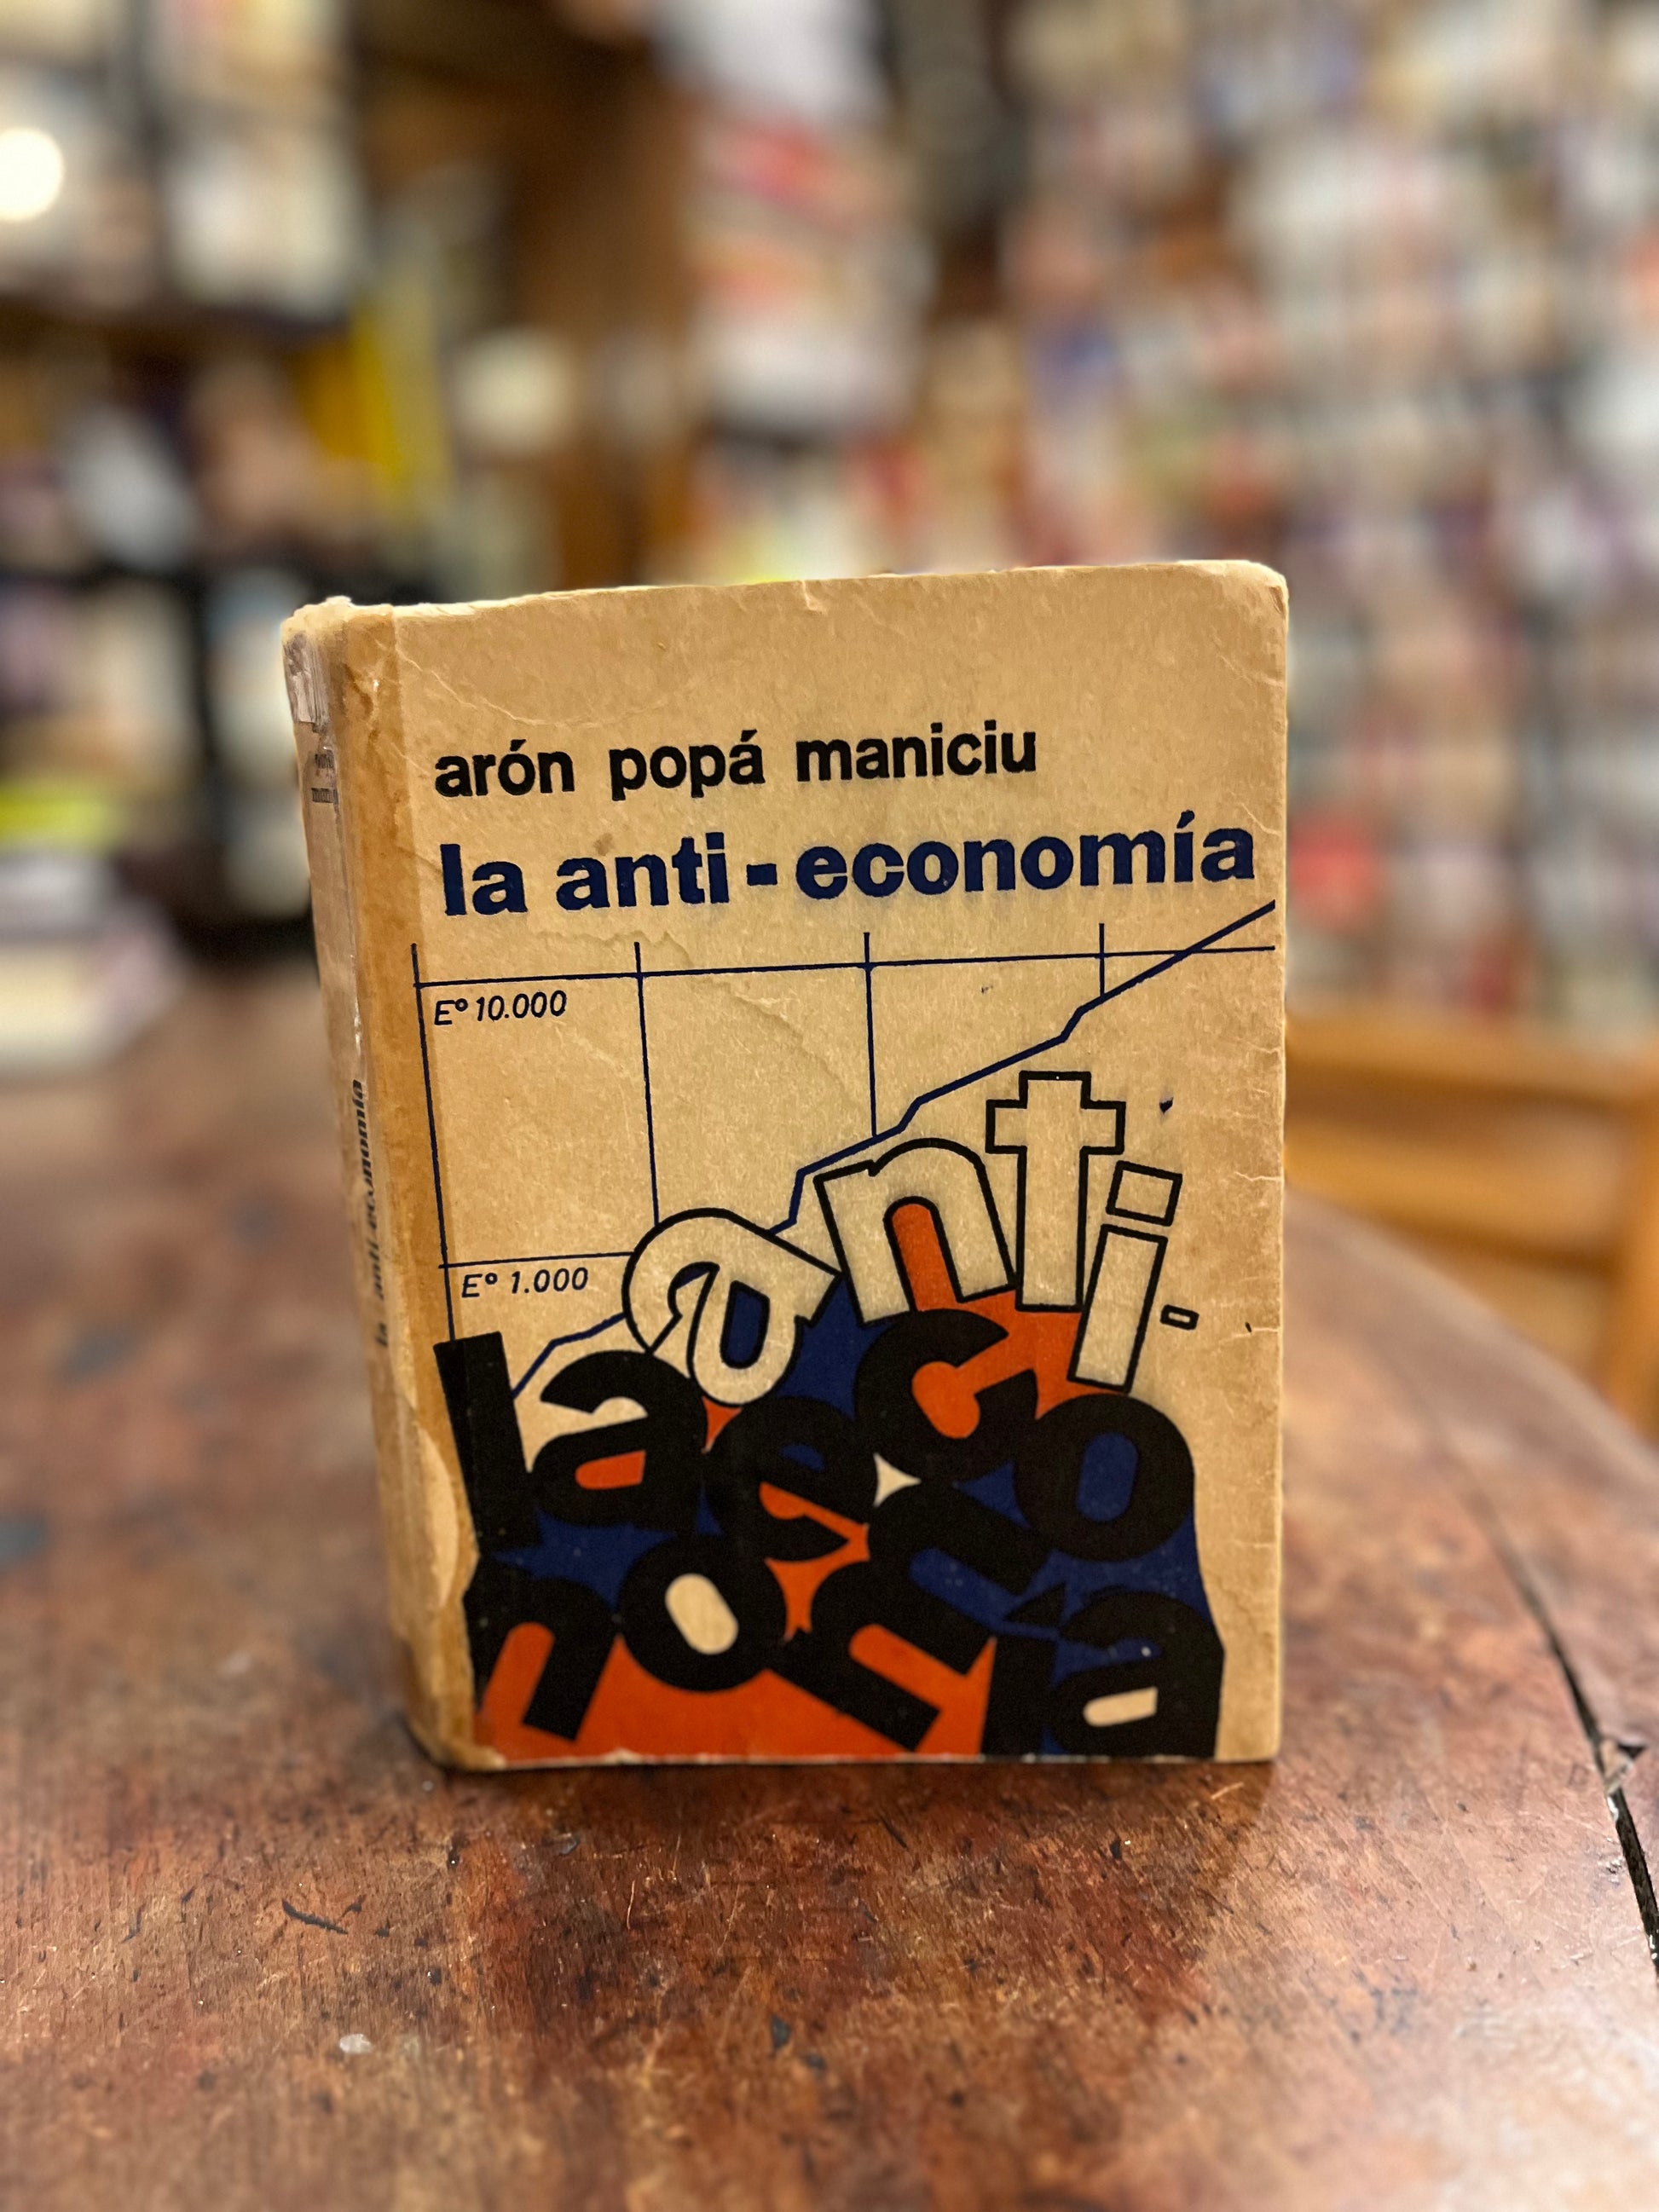 arón popá maniciu
la anti-economía
E° 10.000
E° 1.000
anti-
la eco
nomía
la anti-economía